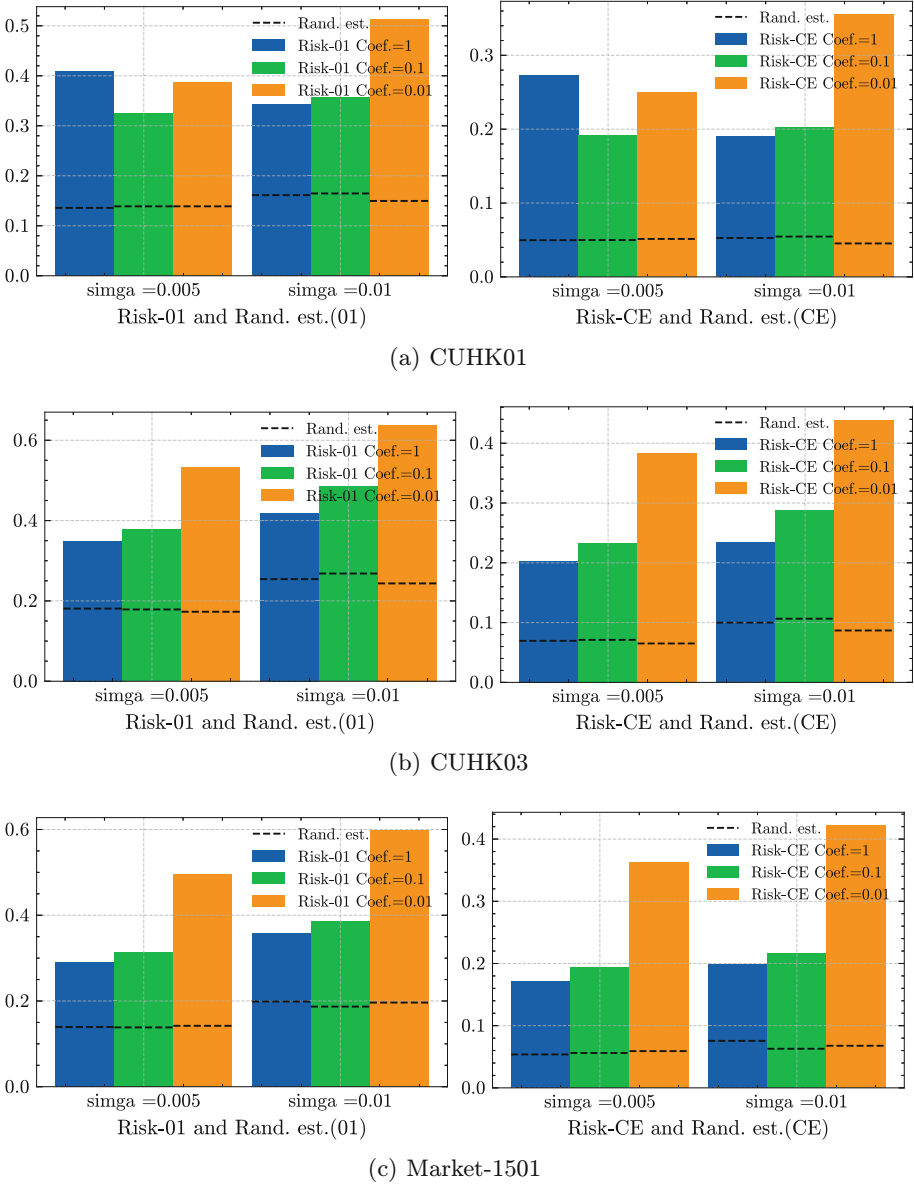 0.5
0.4
0.3
0.2
0.1
0.0
Rand. est.
Risk-01 Coef.=1
Risk-01 Coef.=0.1
Risk-01 Coef.=0.01
simga =0.005
simga =0.01
Risk-01 and Rand. est.(01)
0.3
0.2
0.1
0.0
Rand. est.
Risk-CE Coef.=1
Risk-CE Coef.=0.1
Risk-CE Coef.=0.01
simga =0.005
simga =0.01
Risk-CE and Rand. est.(CE)
(a) CUHK01
0.6
0.4
0.2
0.0
Rand. est.
Risk-01 Coef.=1
Risk-01 Coef.=0.1
Risk-01 Coef.=0.01
simga =0.005
simga =0.01
Risk-01 and Rand. est.(01)
0.4
0.3
0.2
0.1
0.0
Rand. est.
Risk-CE Coef.=1
Risk-CE Coef.=0.1
Risk-CE Coef.=0.01
simga =0.005
simga =0.01
Risk-CE and Rand. est.(CE)
(b) CUHK03
0.6
0.4
0.2
0.0
Rand. est.
Risk-01 Coef.=1
Risk-01 Coef.=0.1
Risk-01 Coef.=0.01
simga =0.005
simga =0.01
Risk-01 and Rand. est.(01)
0.4
0.3
0.2
0.1
0.0
Rand. est.
Risk-CE Coef.=1
Risk-CE Coef.=0.1
Risk-CE Coef.=0.01
simga =0.005
simga =0.01
Risk-CE and Rand. est.(CE)
(c) Market-1501